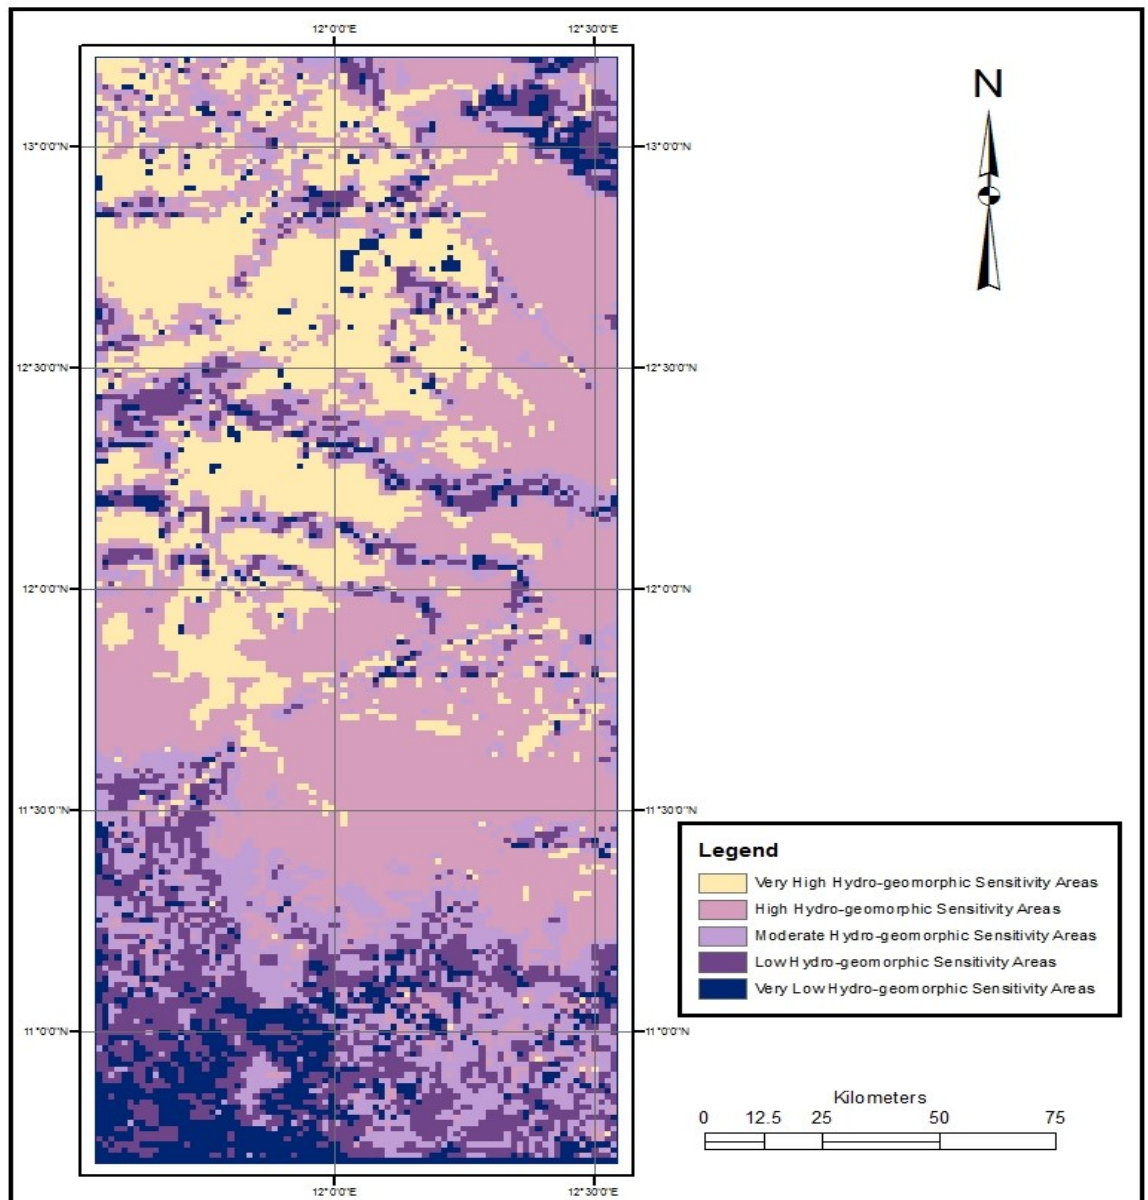 12°0'0"E 12°30'0"E
N
13°0'0"N 13°0'0"N
12°30'0"N 12°30'0"N
12°0'0"N 12°0'0"N
11°30'0"N 11°30'0"N
Legend
Very High Hydro-geomorphic Sensitivity Areas
High Hydro-geomorphic Sensitivity Areas
Moderate Hydro-geomorphic Sensitivity Areas
Low Hydro-geomorphic Sensitivity Areas
Very Low Hydro-geomorphic Sensitivity Areas
11°0'0"N 11°0'0"N
Kilometers
0 12.5 25 50 75
12°0'0"E 12°30'0"E